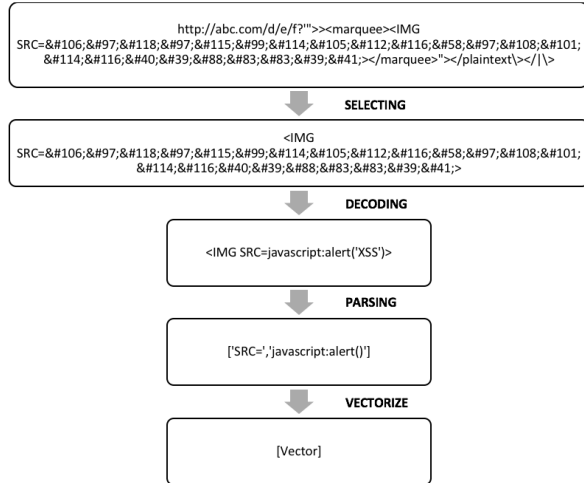 http://abc.com/d/e/f?'">><marquee><IMG
SRC=&#106;&#97;&#118;&#97;&#115;&#99;&#114;&#105;&#112;&#116;&#58;&#97;&#108;&#101;
&#114;&#116;&#40;&#39;&#88;&#83;&#83;&#39;&#41;></marquee>"></plaintext\></|\>
SELECTING
<IMG
SRC=&#106;&#97;&#118;&#97;&#115;&#99;&#114;&#105;&#112;&#116;&#58;&#97;&#108;&#101;
&#114;&#116;&#40;&#39;&#88;&#83;&#83;&#39;&#41;>
DECODING
<IMG SRC=javascript:alert('XSS')>
PARSING
['SRC=','javascript:alert()']
VECTORIZE
[Vector]